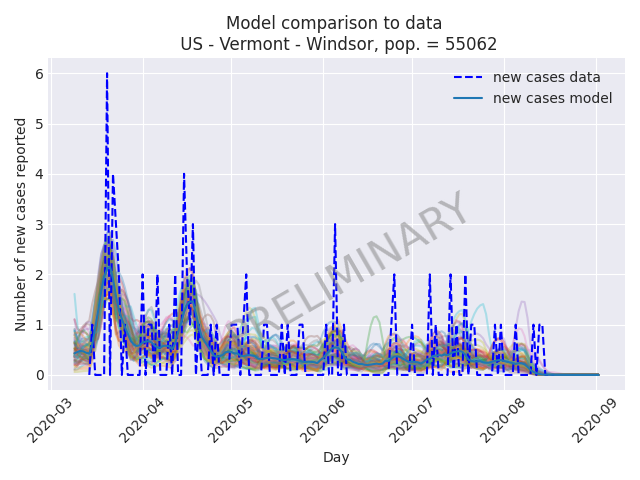 Model comparison to data
US - Vermont - Windsor, pop. = 55062
new cases data
new cases model
PRELIMINARY
Number of new cases reported
6
5
4
3
2
1
0
2020-03
2020-04
2020-05
2020-06
2020-07
2020-08
2020-09
Day